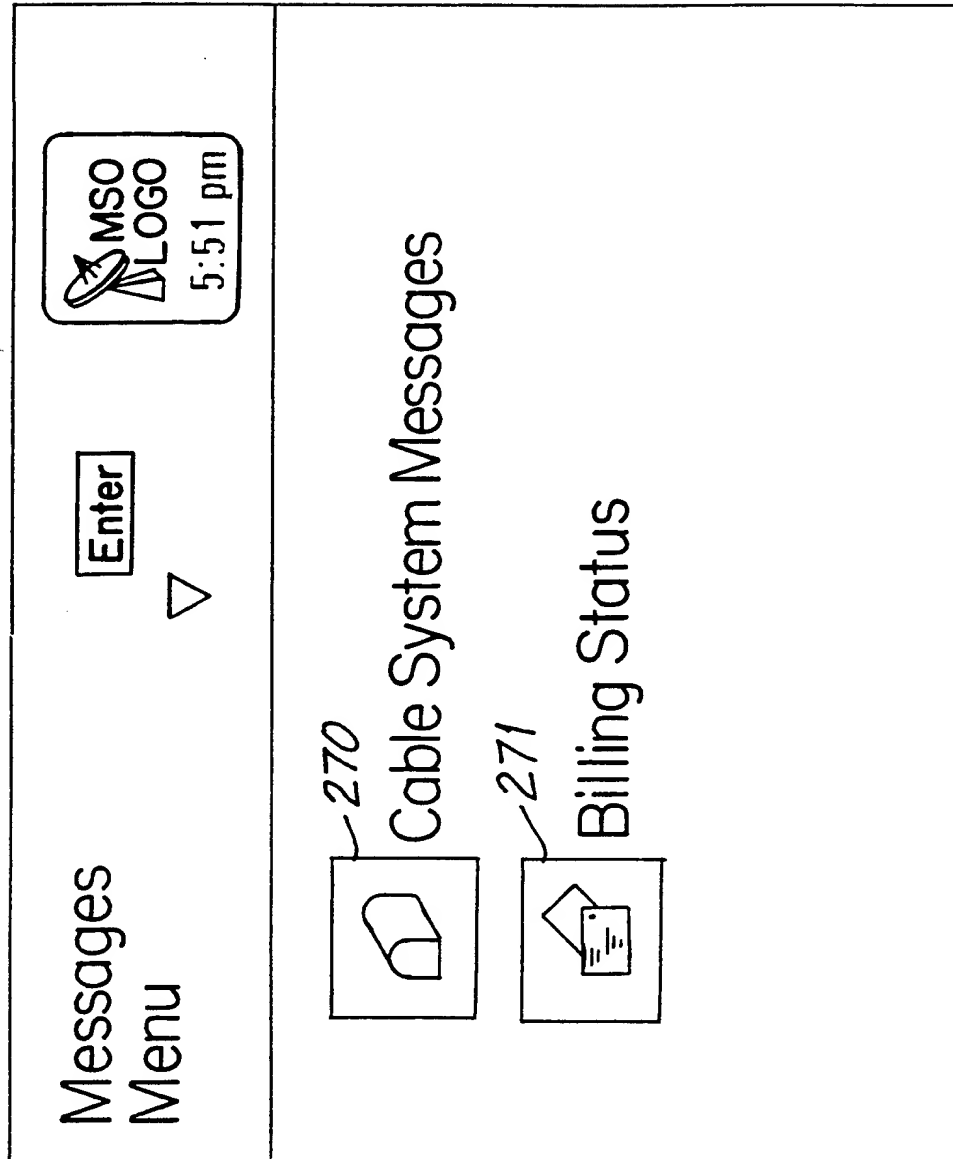 Messages
Menu
Enter
MSO
LOGO
5:51 pm
270
Cable System Messages
271
Billing Status